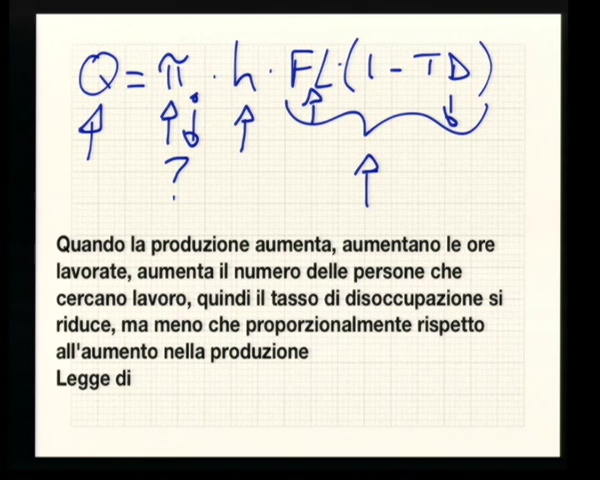 Q = π · h · FL · (1 - TD)
?
Quando la produzione aumenta, aumentano le ore
lavorate, aumenta il numero delle persone che
cercano lavoro, quindi il tasso di disoccupazione si
riduce, ma meno che proporzionalmente rispetto
all'aumento nella produzione
Legge di